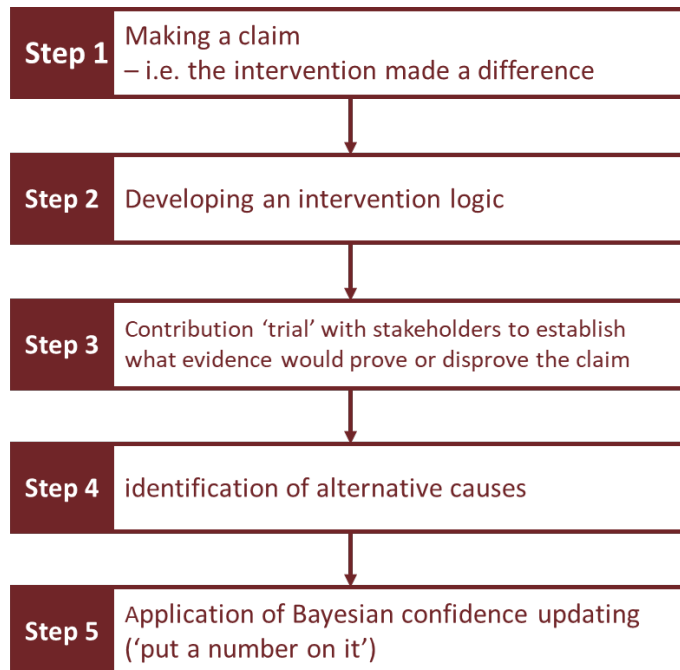 Step 1
Making a claim
– i.e. the intervention made a difference
Step 2
Developing an intervention logic
Step 3
Contribution ‘trial’ with stakeholders to establish
what evidence would prove or disprove the claim
Step 4
identification of alternative causes
Step 5
Application of Bayesian confidence updating
(‘put a number on it’)